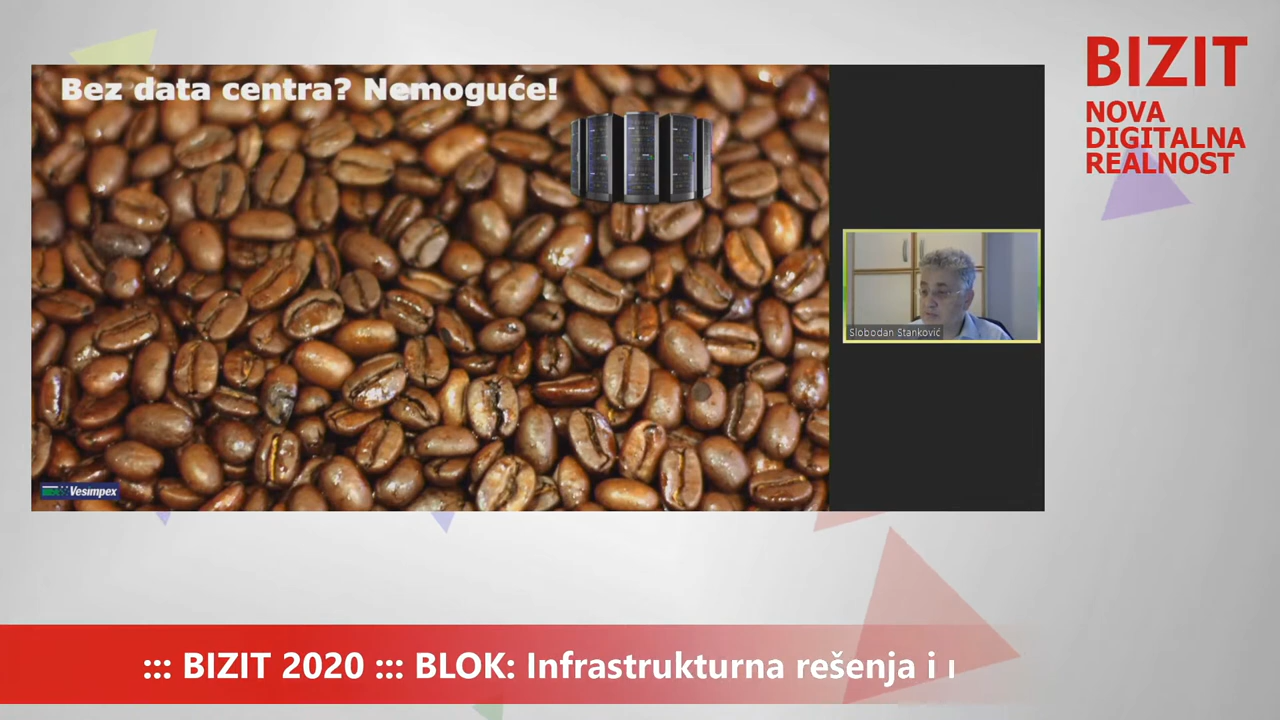 Bez data centra? Nemoguće!
BIZIT
NOVA
DIGITALNA
REALNOST
Slobodan Stanković
Vesimpex
::: BIZIT 2020 ::: BLOK: Infrastrukturna rešenja i